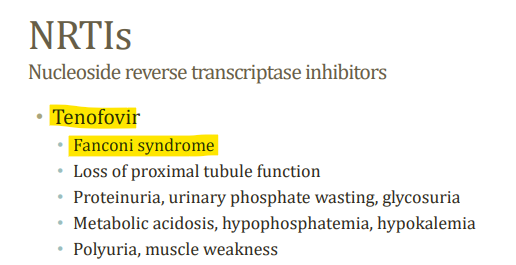 NRTIs
Nucleoside reverse transcriptase inhibitors
• Tenofovir
• Fanconi syndrome
• Loss of proximal tubule function
• Proteinuria, urinary phosphate wasting, glycosuria
• Metabolic acidosis, hypophosphatemia, hypokalemia
• Polyuria, muscle weakness